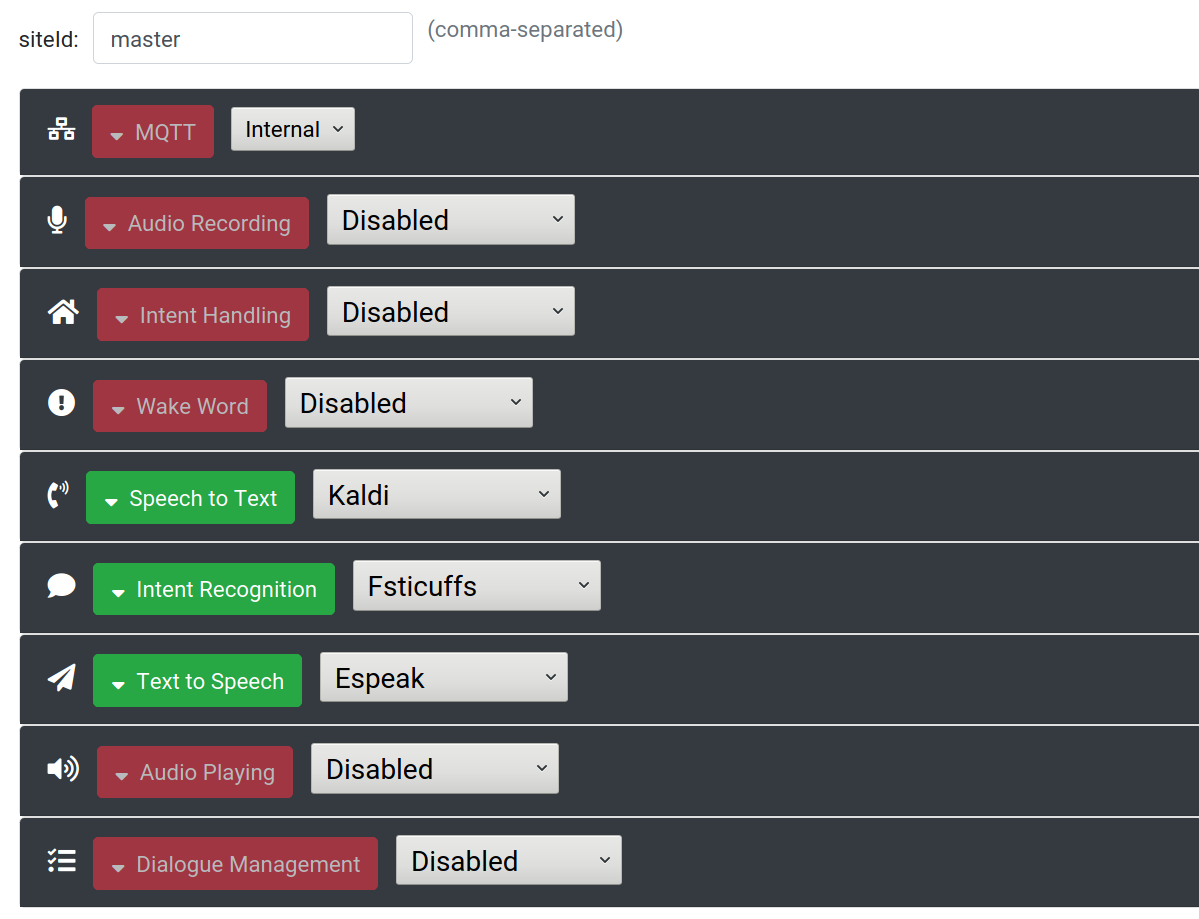 siteId: master (comma-separated)
MQTT Internal
Audio Recording Disabled
Intent Handling Disabled
Wake Word Disabled
Speech to Text Kaldi
Intent Recognition Fsticuffs
Text to Speech Espeak
Audio Playing Disabled
Dialogue Management Disabled